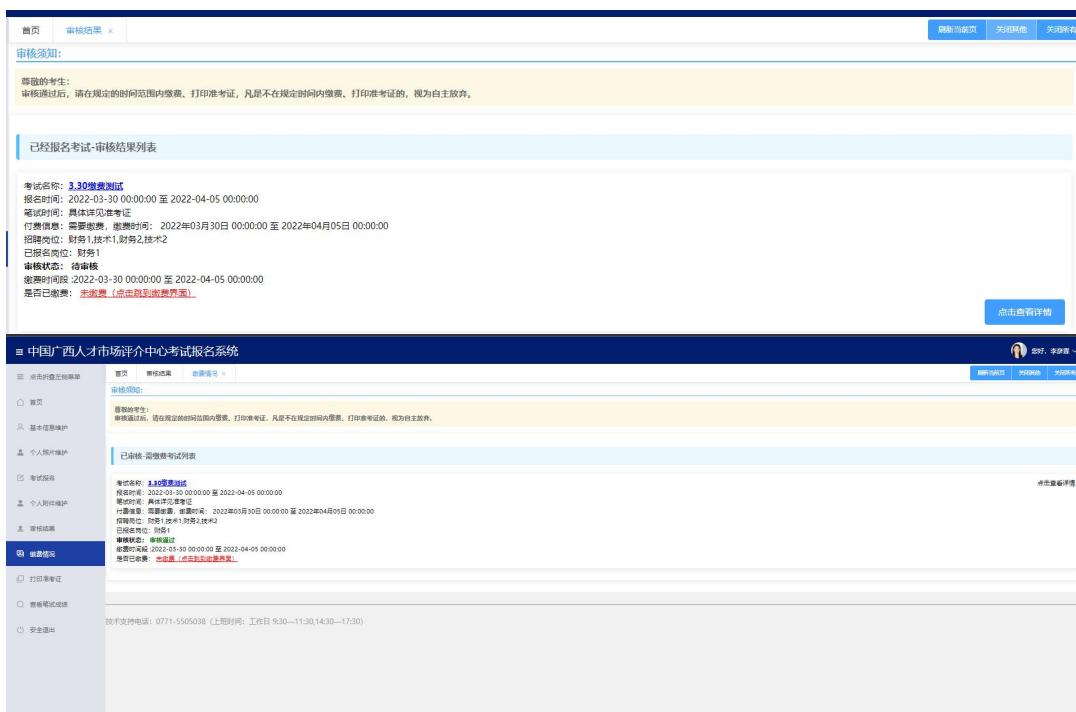 首页 审核结果 × 刷新当前页 关闭其他 关闭所有
审核须知:
尊敬的考生:
审核通过后，请在规定的时间范围内缴费、打印准考证，凡是不在规定时间内缴费、打印准考证的，视为自主放弃。
已经报名考试-审核结果列表
考试名称: 3.30缴费测试
报名时间: 2022-03-30 00:00:00 至 2022-04-05 00:00:00
笔试时间: 具体详见准考证
付费信息: 需要缴费，缴费时间: 2022年03月30日 00:00:00 至 2022年04月05日 00:00:00
招聘岗位: 财务1,技术1,财务2,技术2
已报名岗位: 财务1
审核状态: 待审核
缴费时间段 :2022-03-30 00:00:00 至 2022-04-05 00:00:00
是否已缴费: 未缴费（点击跳到缴费界面）
点击查看详情
中国广西人才市场评介中心考试报名系统 您好,
点击折叠左侧菜单 首页 审核结果 缴费情况 × 刷新当前页 关闭其他 关闭所有
首页
基本信息维护
个人照片维护
考试报名
个人附件维护
审核结果
缴费情况
打印准考证
查看笔试成绩
安全退出
审核须知:
尊敬的考生:
审核通过后，请在规定的时间范围内缴费、打印准考证，凡是不在规定时间内缴费、打印准考证的，视为自主放弃。
已审核-需缴费考试列表
考试名称: 3.30缴费测试 点击查看详情
报名时间: 2022-03-30 00:00:00 至 2022-04-05 00:00:00
笔试时间: 具体详见准考证
付费信息: 需要缴费，缴费时间: 2022年03月30日 00:00:00 至 2022年04月05日 00:00:00
招聘岗位: 财务1,技术1,财务2,技术2
已报名岗位: 财务1
审核状态: 审核通过
缴费时间段 :2022-03-30 00:00:00 至 2022-04-05 00:00:00
是否已缴费: 未缴费（点击跳到缴费界面）
技术支持电话: 0771-5505038 (上班时间: 工作日 9:30—11:30,14:30—17:30)